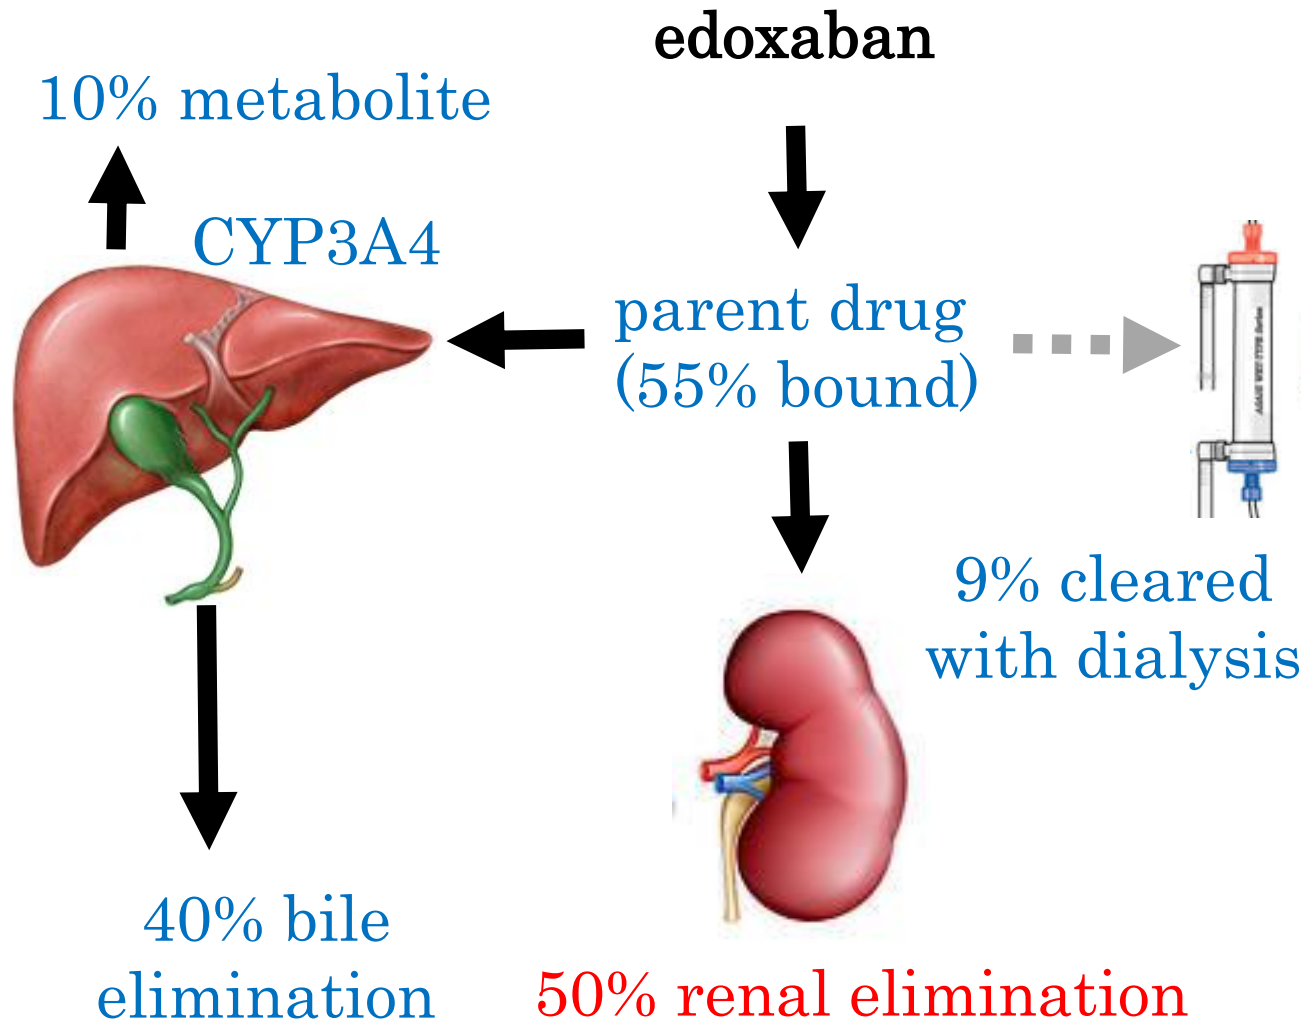 edoxaban
10% metabolite
CYP3A4
parent drug
(55% bound)
9% cleared
with dialysis
40% bile
elimination
50% renal elimination